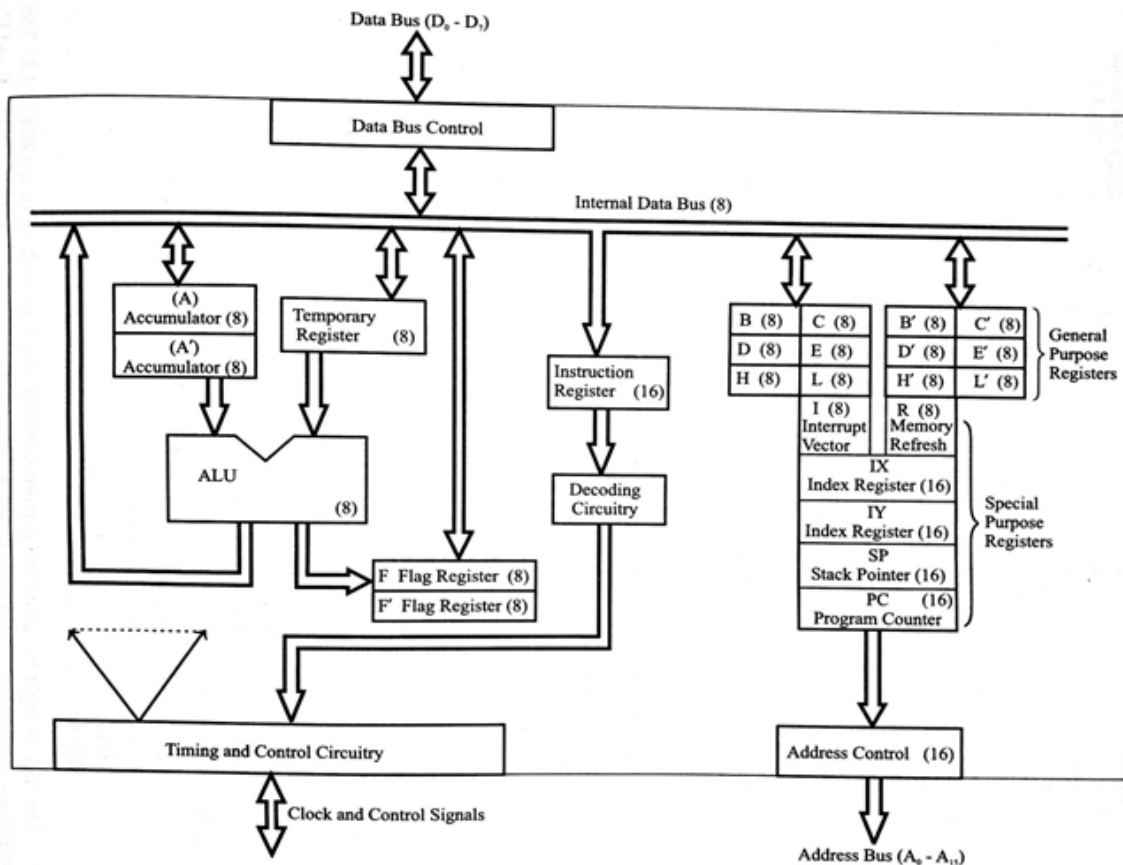 Data Bus (D₀ - D₇)
Data Bus Control
Internal Data Bus (8)
(A)
Accumulator (8)
(A′)
Accumulator (8)
Temporary
Register (8)
Instruction
Register (16)
B (8) C (8) B′ (8) C′ (8)
D (8) E (8) D′ (8) E′ (8)
H (8) L (8) H′ (8) L′ (8)
General
Purpose
Registers
I (8)
Interrupt
Vector
R (8)
Memory
Refresh
IX
Index Register (16)
IY
Index Register (16)
SP
Stack Pointer (16)
PC (16)
Program Counter
Special
Purpose
Registers
ALU
(8)
Decoding
Circuitry
F Flag Register (8)
F′ Flag Register (8)
Timing and Control Circuitry
Address Control (16)
Clock and Control Signals
Address Bus (A₀ - A₁₅)